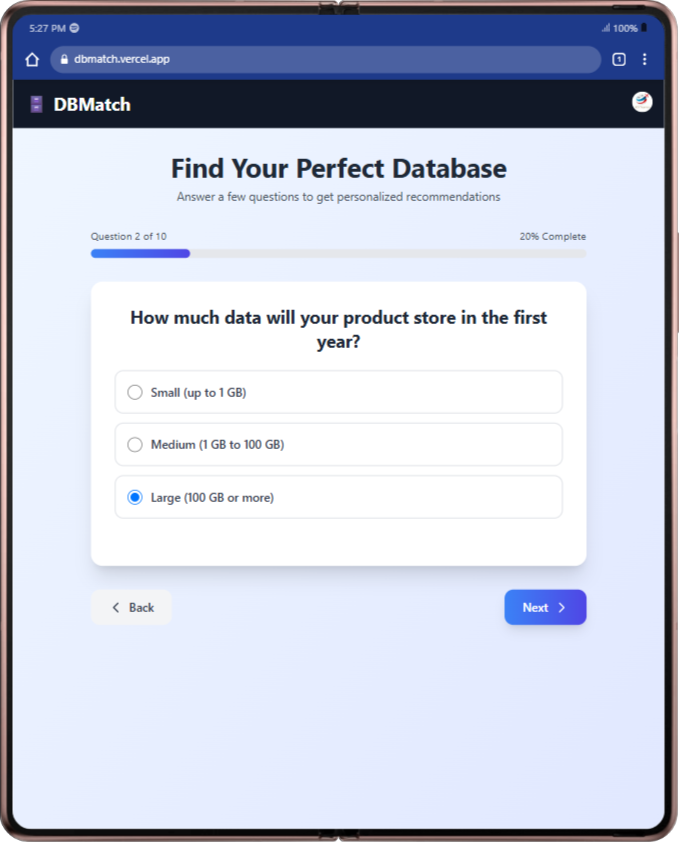 5:27 PM
100%
dbmatch.vercel.app
1
DBMatch
Find Your Perfect Database
Answer a few questions to get personalized recommendations
Question 2 of 10
20% Complete
How much data will your product store in the first
year?
Small (up to 1 GB)
Medium (1 GB to 100 GB)
Large (100 GB or more)
Back
Next